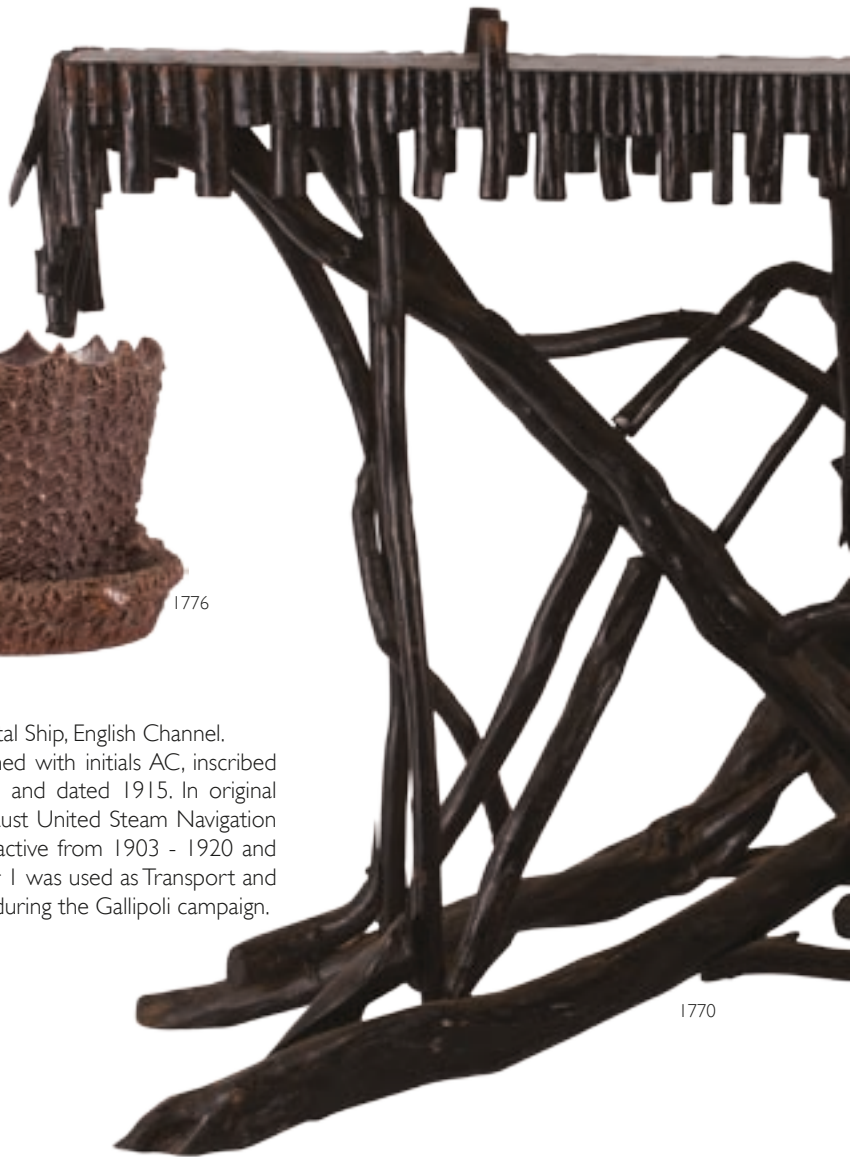 1776
tal Ship, English Channel.
ned with initials AC, inscribed
and dated 1915. In original
ust United Steam Navigation
active from 1903 - 1920 and
1 was used as Transport and
during the Gallipoli campaign.
1770